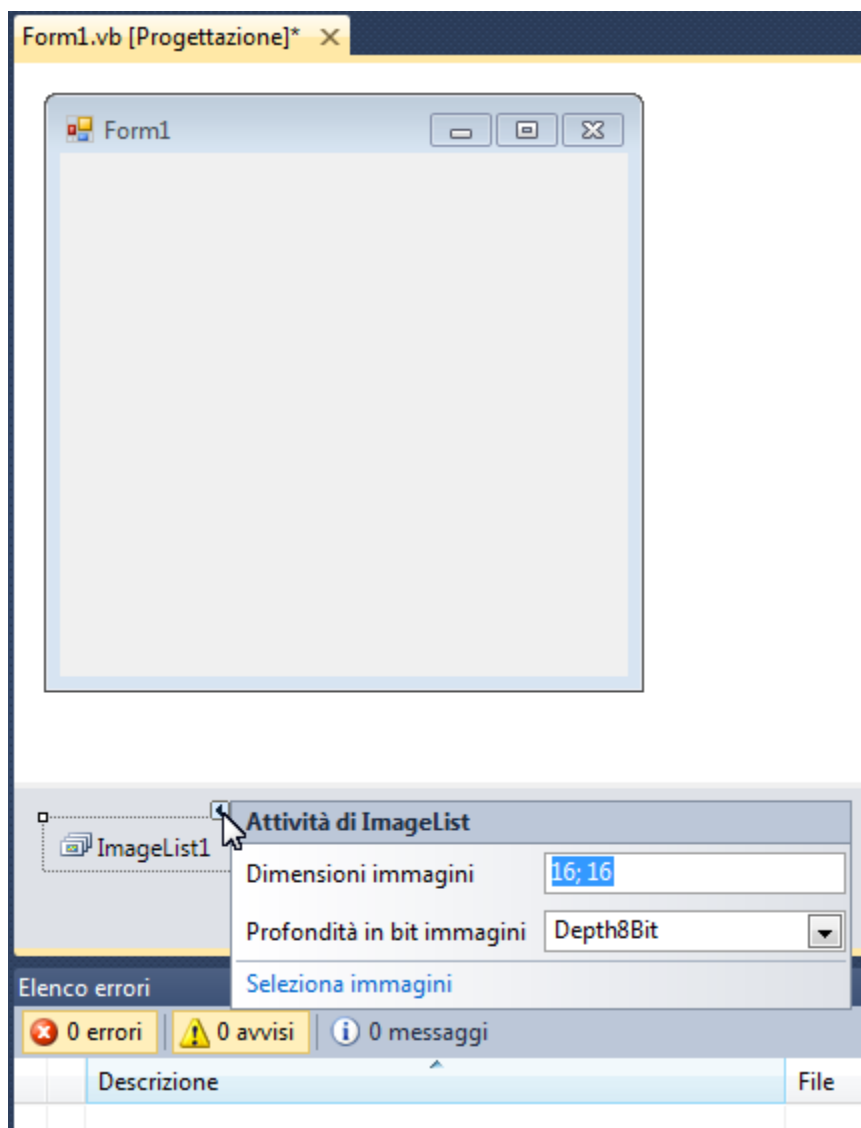 Form1.vb [Progettazione]*
Form1
ImageList1
Attività di ImageList
Dimensioni immagini 16; 16
Profondità in bit immagini Depth8Bit
Seleziona immagini
Elenco errori
0 errori 0 avvisi 0 messaggi
Descrizione File